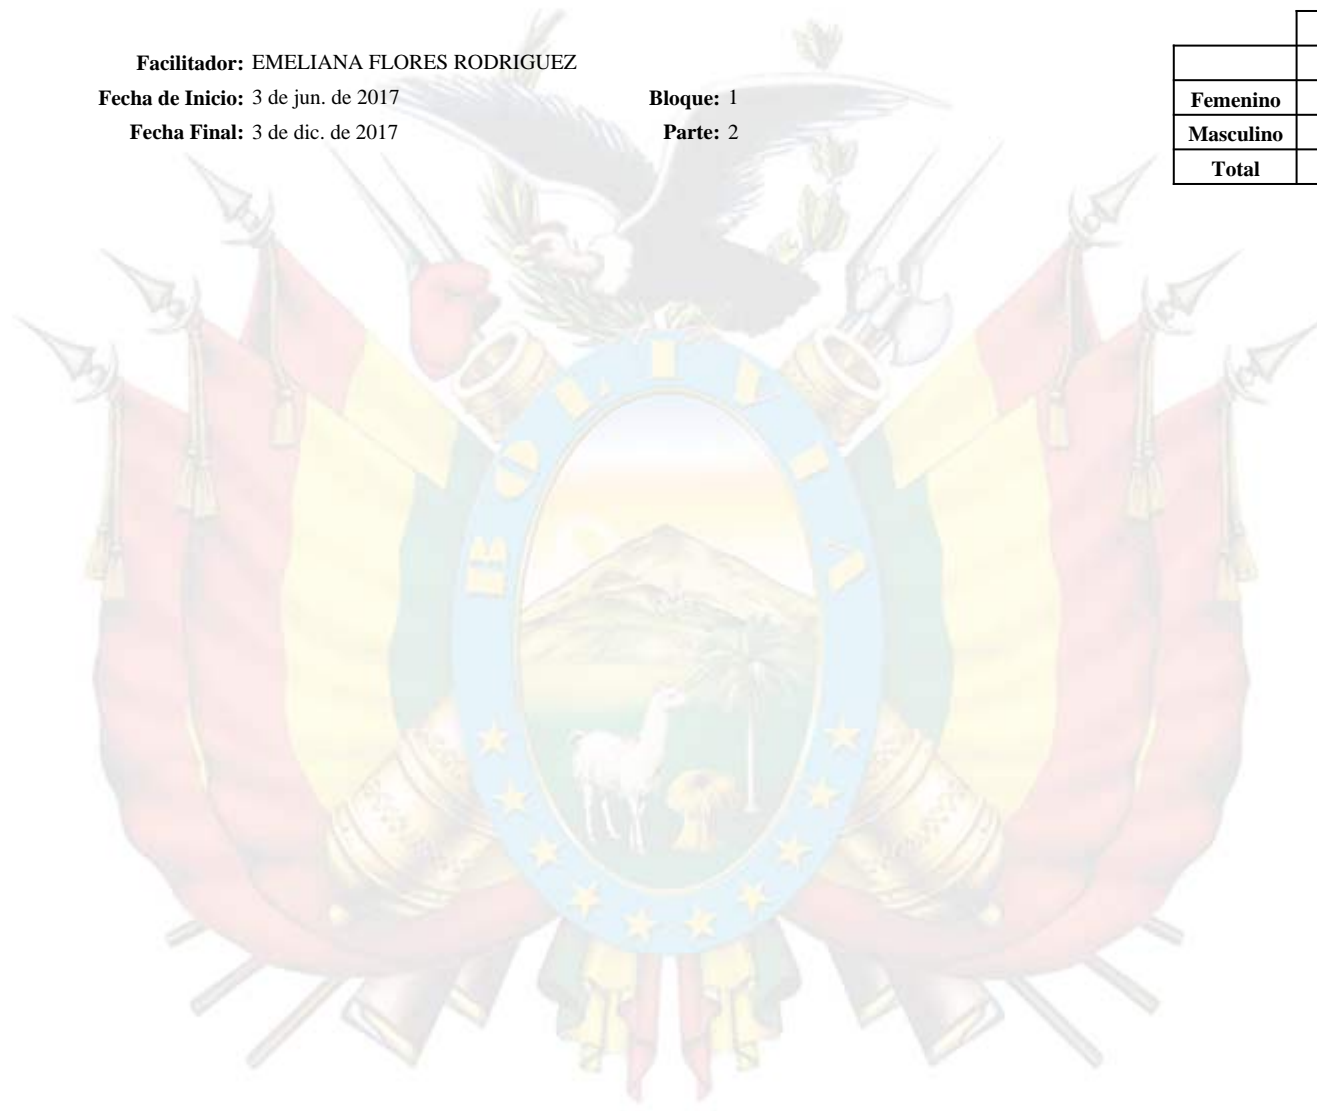 Facilitador: EMELIANA FLORES RODRIGUEZ
Fecha de Inicio: 3 de jun. de 2017 Bloque: 1
Fecha Final: 3 de dic. de 2017 Parte: 2
Femenino
Masculino
Total
BOLIVIA